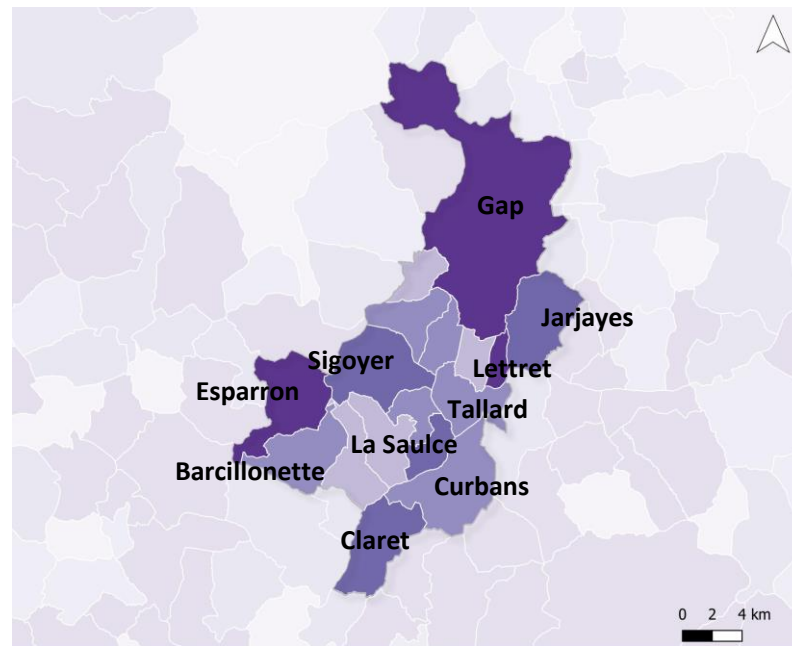 Gap
Jarjayes
Sigoyer
Lettret
Esparron
Tallard
La Saulce
Barcillonette
Curbans
Claret
0 2 4 km